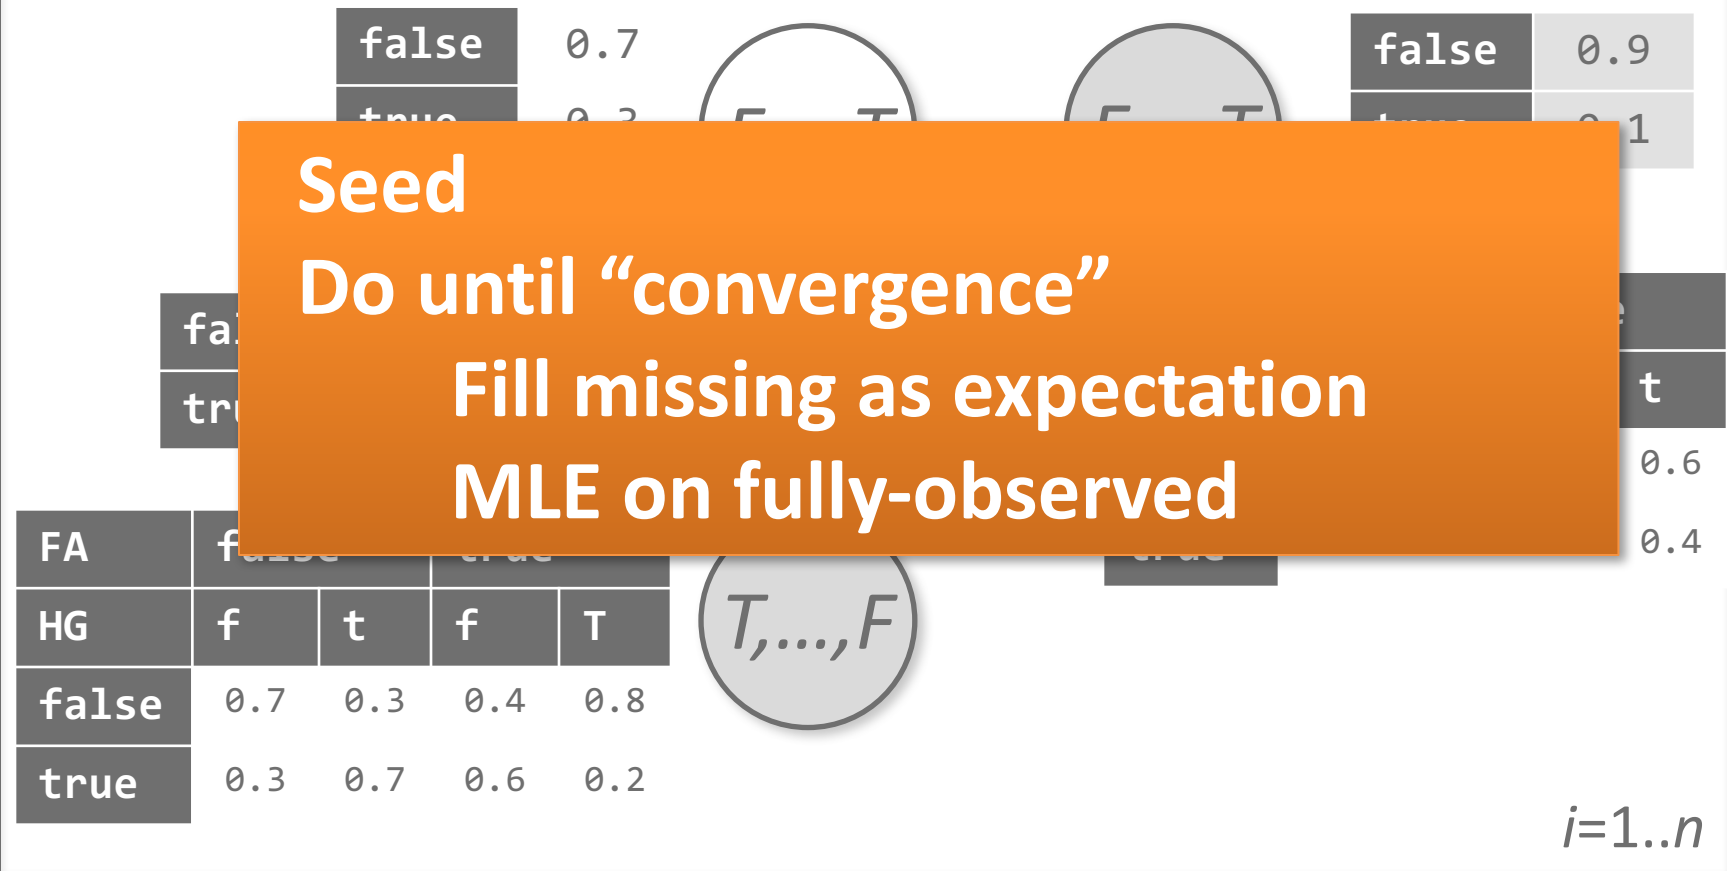 false 0.7
false 0.9
Seed
Do until “convergence”
Fill missing as expectation
MLE on fully-observed
t
0.6
0.4
FA
HG f t f T
T,...,F
false 0.7 0.3 0.4 0.8
true 0.3 0.7 0.6 0.2
i=1..n